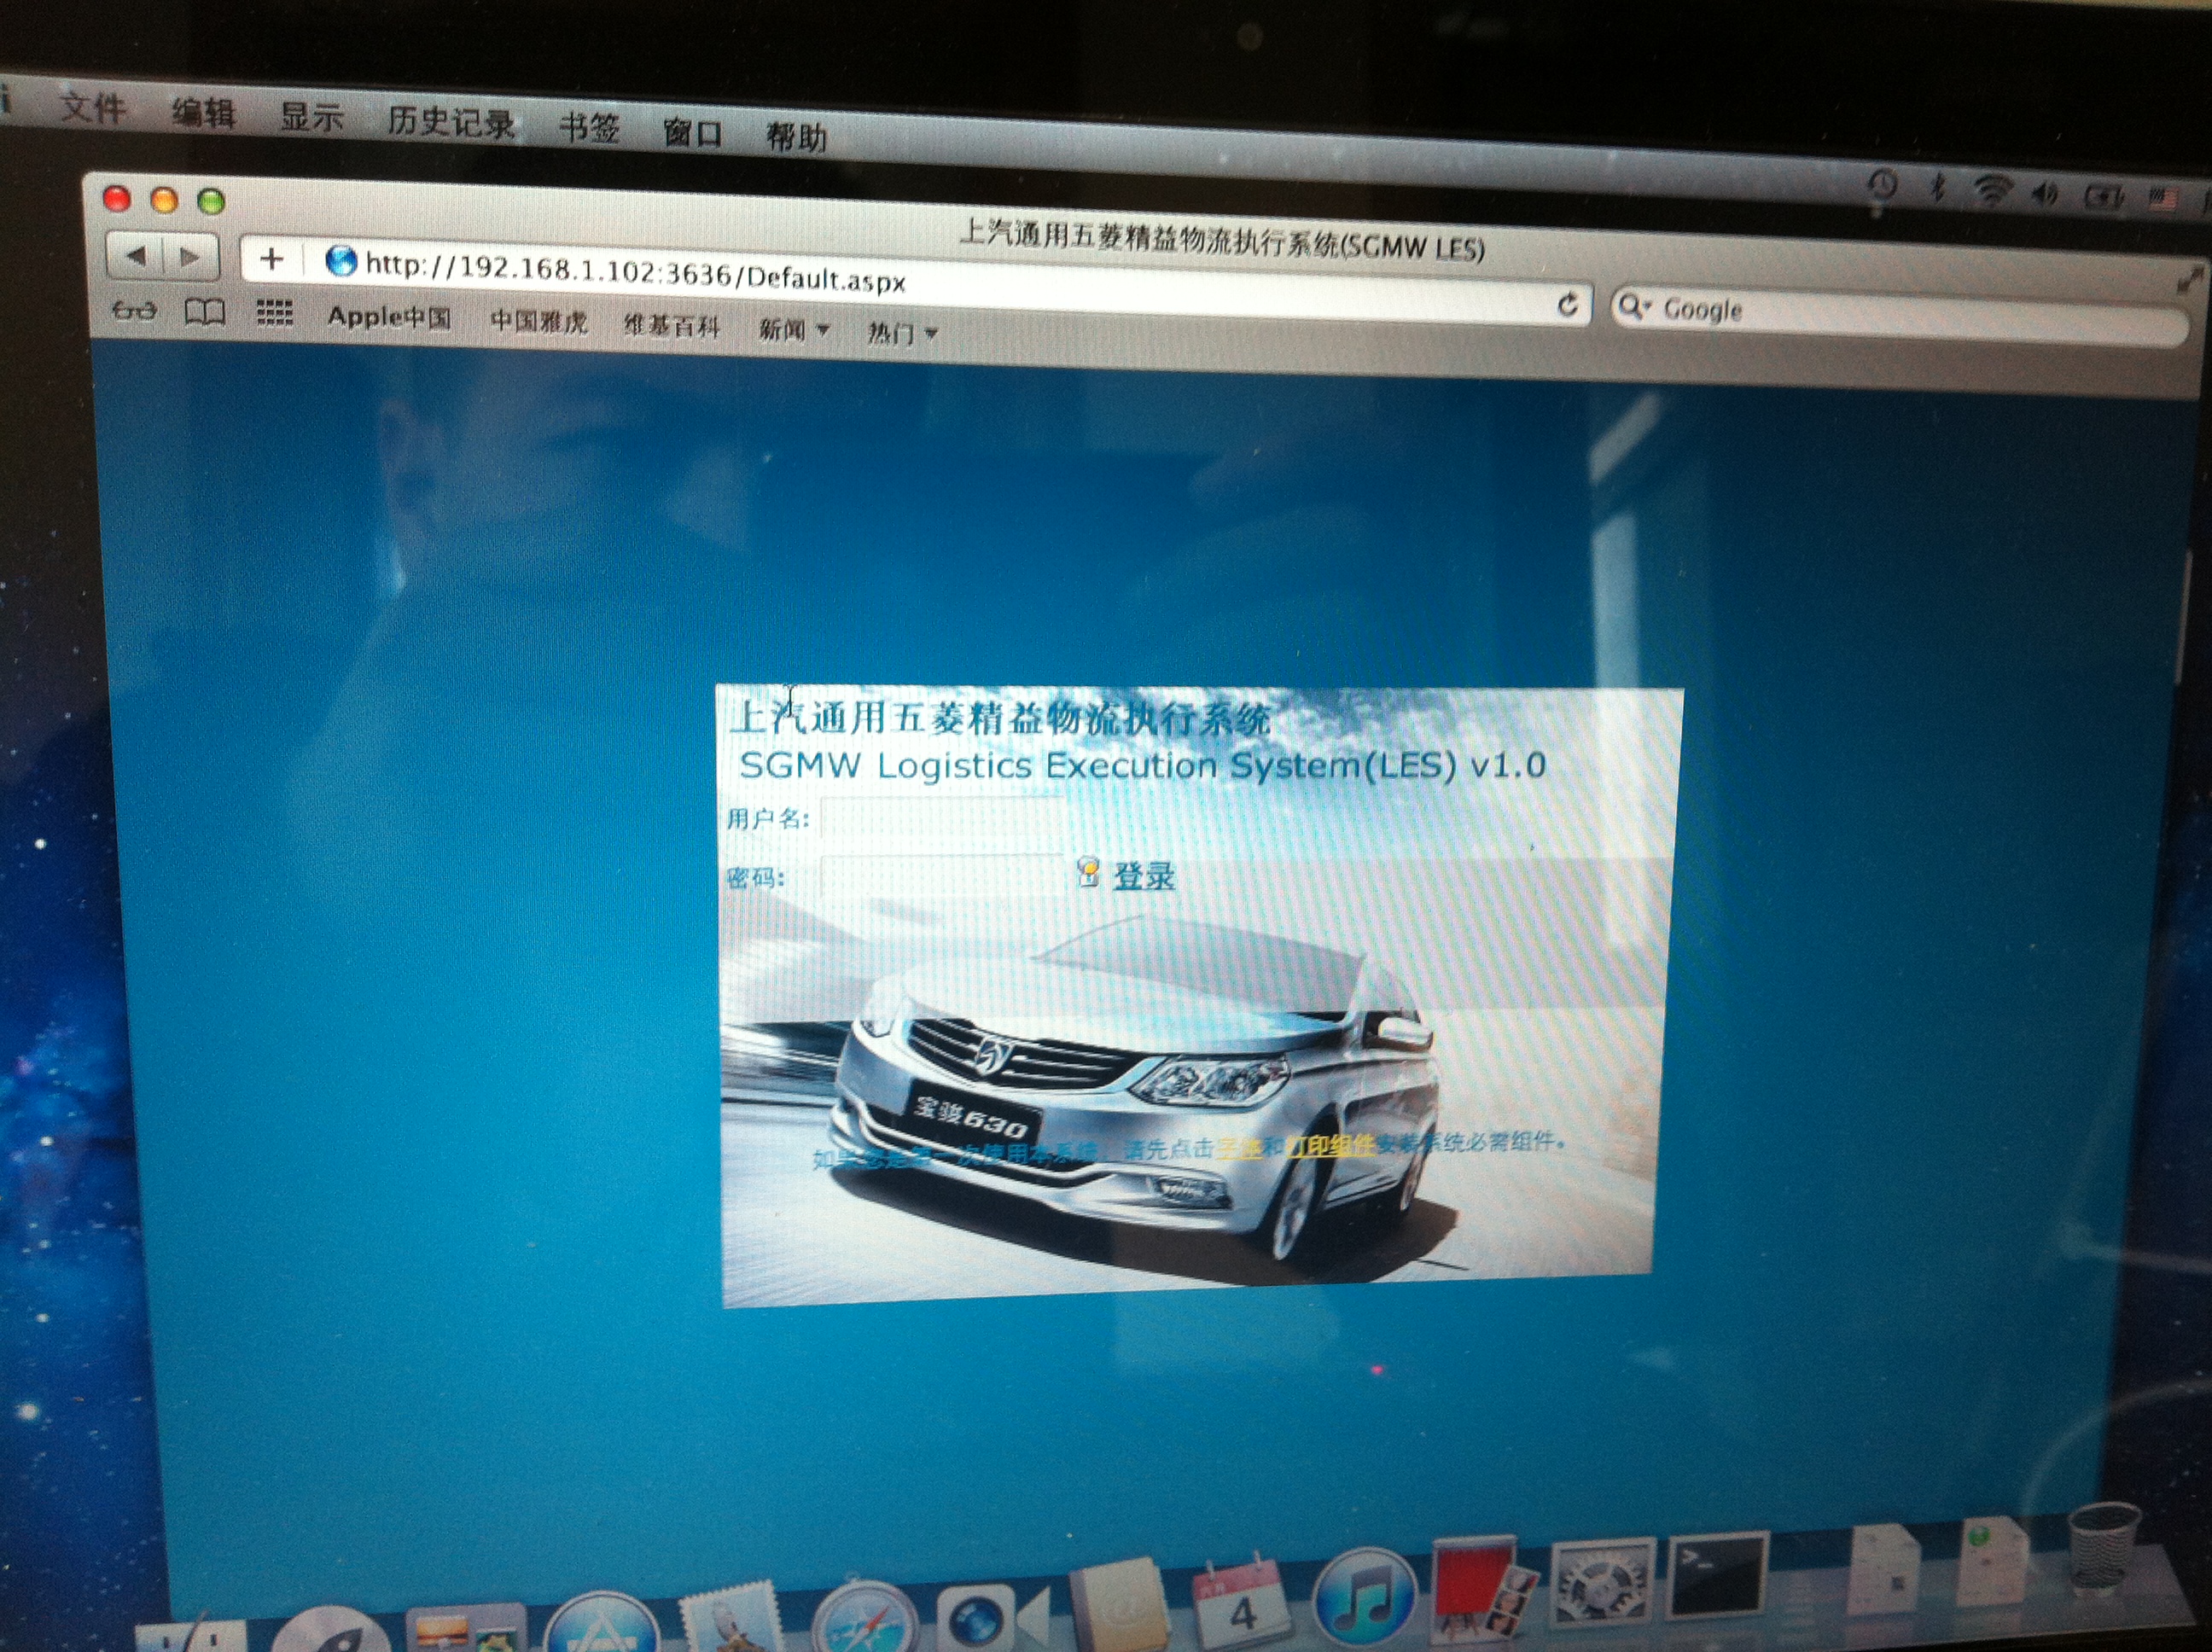 文件 编辑 显示 历史记录 书签 窗口 帮助
上汽通用五菱精益物流执行系统(SGMW LES)
http://192.168.1.102:3636/Default.aspx
Google
Apple中国 中国雅虎 维基百科 新闻 热门
上汽通用五菱精益物流执行系统
SGMW Logistics Execution System(LES) v1.0
用户名:
密码:
登录
宝骏630
如果您是第一次使用本系统，请先点击字体和打印组件安装系统必需组件。
4